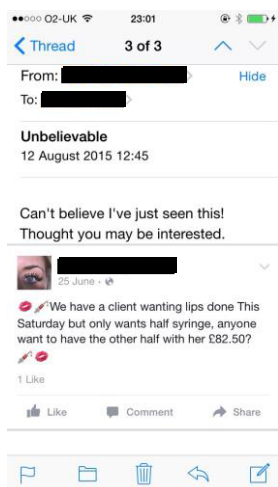 O2-UK 23:01
Thread 3 of 3
From: Hide
To:
Unbelievable
12 August 2015 12:45
Can't believe I've just seen this!
Thought you may be interested.
25 June ·
💋💉We have a client wanting lips done This
Saturday but only wants half syringe, anyone
want to have the other half with her £82.50?
💉💋
1 Like
Like Comment Share